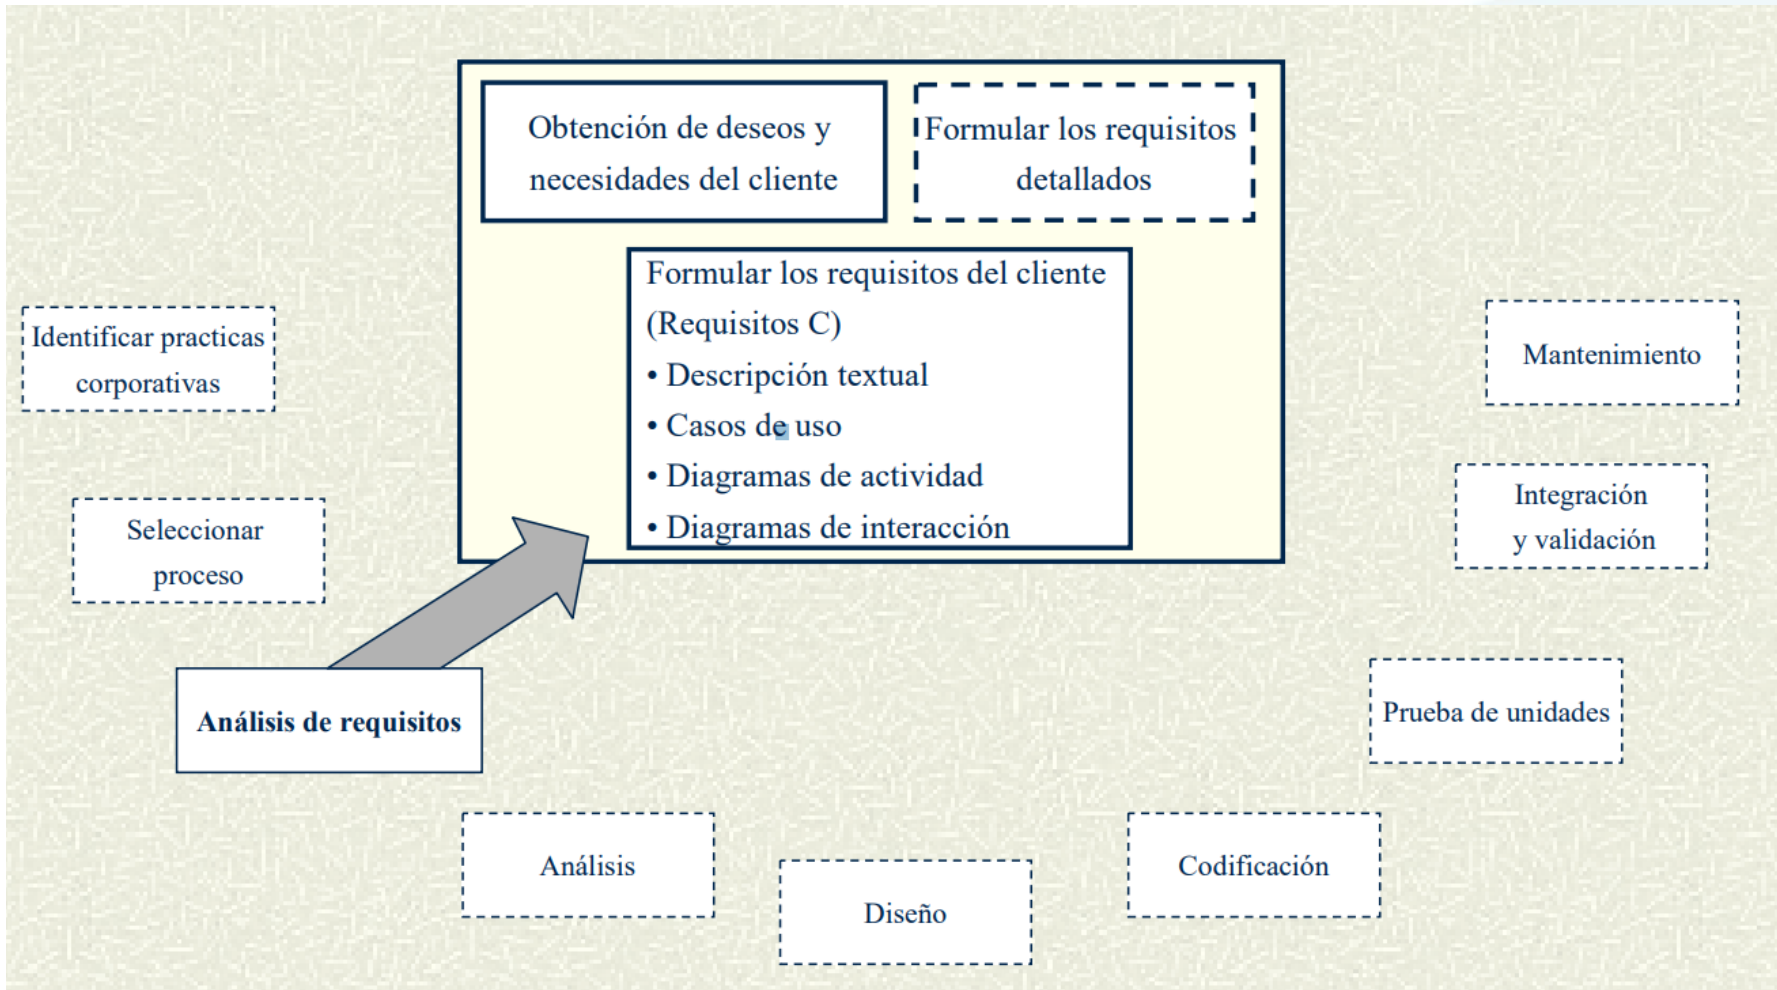 Obtención de deseos y
necesidades del cliente
Formular los requisitos
detallados
Formular los requisitos del cliente
(Requisitos C)
• Descripción textual
• Casos de uso
• Diagramas de actividad
• Diagramas de interacción
Identificar practicas
corporativas
Seleccionar
proceso
Análisis de requisitos
Análisis
Diseño
Codificación
Prueba de unidades
Integración
y validación
Mantenimiento